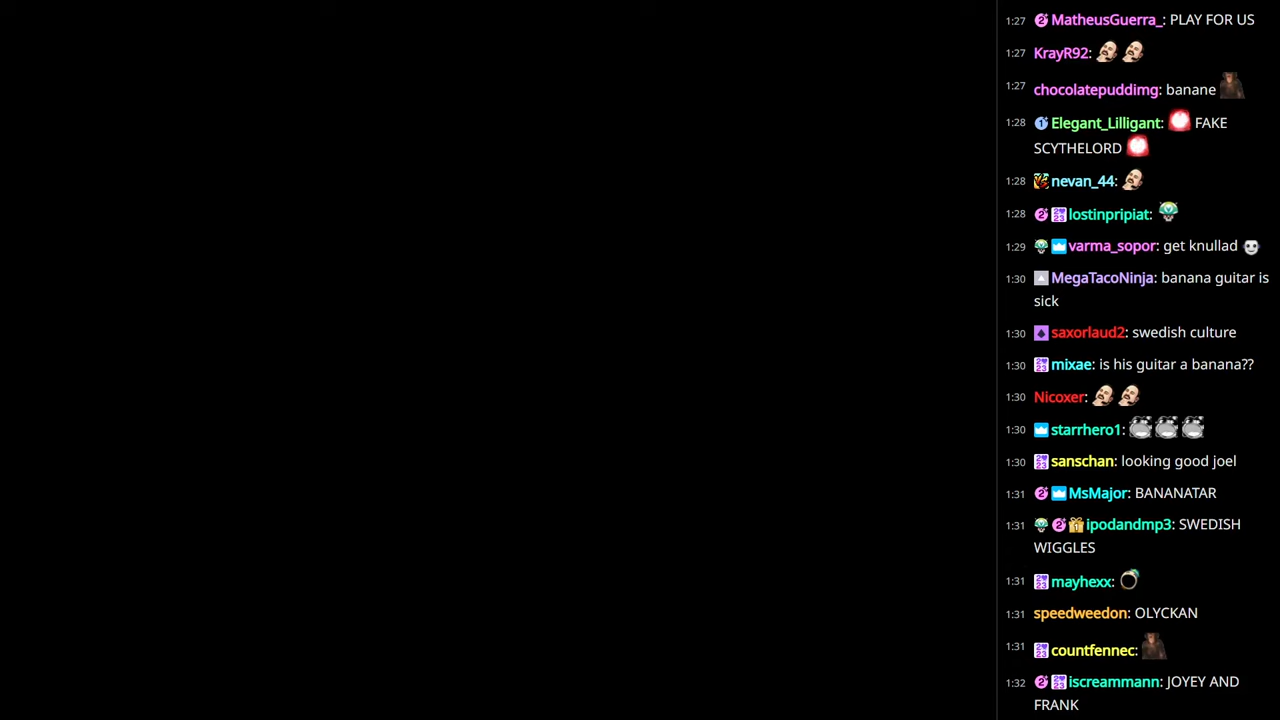 1:27 MatheusGuerra_: PLAY FOR US
1:27 KrayR92:
1:27 chocolatepuddimg: banane
1:28 Elegant_Lilligant: FAKE
SCYTHELORD
1:28 nevan_44:
1:28 lostinpripiat:
1:29 varma_sopor: get knullad
1:30 MegaTacoNinja: banana guitar is
sick
1:30 saxorlaud2: swedish culture
1:30 mixae: is his guitar a banana??
1:30 Nicoxer:
1:30 starrhero1:
1:30 sanschan: looking good joel
1:31 MsMajor: BANANATAR
1:31 ipodandmp3: SWEDISH
WIGGLES
1:31 mayhexx:
1:31 speedweedon: OLYCKAN
1:31 countfennec:
1:32 iscreammann: JOYEY AND
FRANK